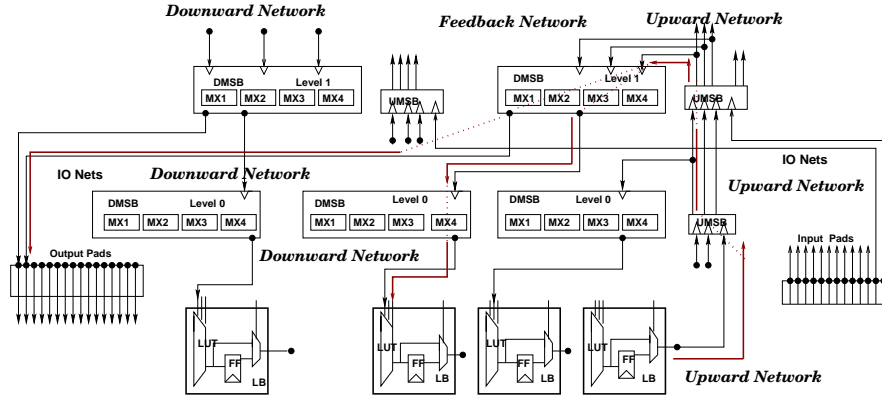 Downward Network
Feedback Network
Upward Network
DMSB Level 1
MX1 MX2 MX3 MX4
UMSB
DMSB Level 1
MX1 MX2 MX3 MX4
UMSB
IO Nets
Downward Network
IO Nets
Upward Network
DMSB Level 0
MX1 MX2 MX3 MX4
DMSB Level 0
MX1 MX2 MX3 MX4
DMSB Level 0
MX1 MX2 MX3 MX4
UMSB
Output Pads
Downward Network
Input Pads
LUT FF LB
LUT FF LB
LUT FF LB
LUT FF LB
Upward Network